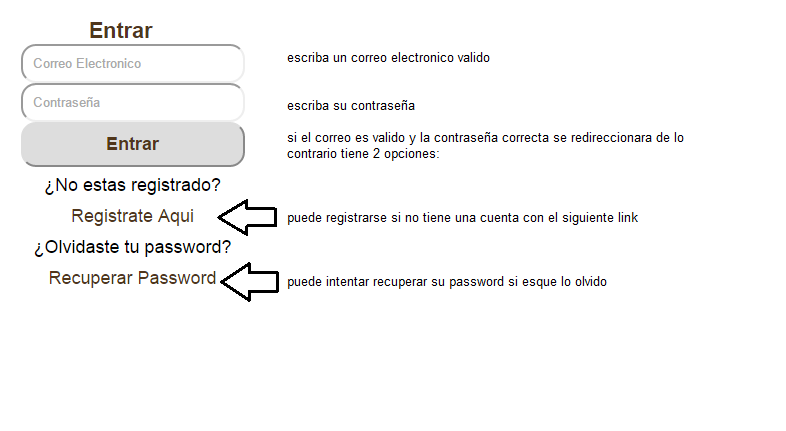 Entrar
Correo Electronico
escriba un correo electronico valido
Contraseña
escriba su contraseña
Entrar
si el correo es valido y la contraseña correcta se redireccionara de lo
contrario tiene 2 opciones:
¿No estas registrado?
Registrate Aqui
puede registrarse si no tiene una cuenta con el siguiente link
¿Olvidaste tu password?
Recuperar Password
puede intentar recuperar su password si esque lo olvido